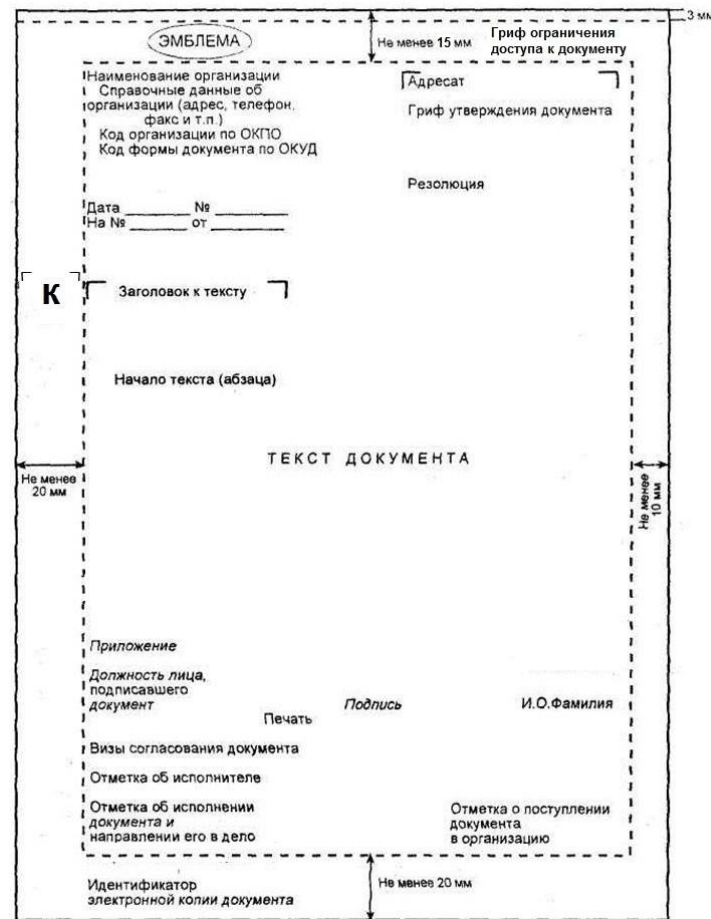 3 мм
ЭМБЛЕМА
Не менее 15 мм
Гриф ограничения
доступа к документу
Наименование организации
Справочные данные об
организации (адрес, телефон,
факс и т.п.)
Код организации по ОКПО
Код формы документа по ОКУД
Адресат
Гриф утверждения документа
Резолюция
Дата ________ № _________
На № _______ от _________
К
Заголовок к тексту
Начало текста (абзаца)
ТЕКСТ ДОКУМЕНТА
Не менее
20 мм
Не менее
10 мм
Приложение
Должность лица,
подписавшего
документ
Подпись
И.О.Фамилия
Печать
Визы согласования документа
Отметка об исполнителе
Отметка об исполнении
документа и
направлении его в дело
Отметка о поступлении
документа
в организацию
Идентификатор
электронной копии документа
Не менее 20 мм